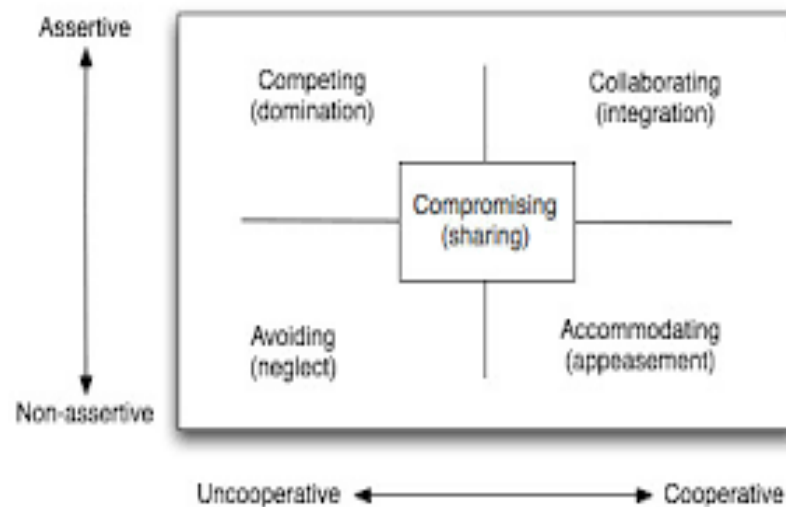 Assertive
Competing
(domination)
Collaborating
(integration)
Compromising
(sharing)
Avoiding
(neglect)
Accommodating
(appeasement)
Non-assertive
Uncooperative
Cooperative